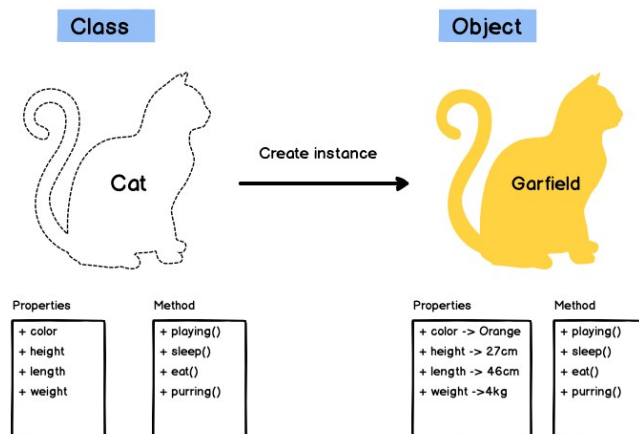 Class
Object
Cat
Create instance
Garfield
Properties
+ color
+ height
+ length
+ weight
Method
+ playing()
+ sleep()
+ eat()
+ purring()
Properties
+ color -> Orange
+ height -> 27cm
+ length -> 46cm
+ weight ->4kg
Method
+ playing()
+ sleep()
+ eat()
+ purring()